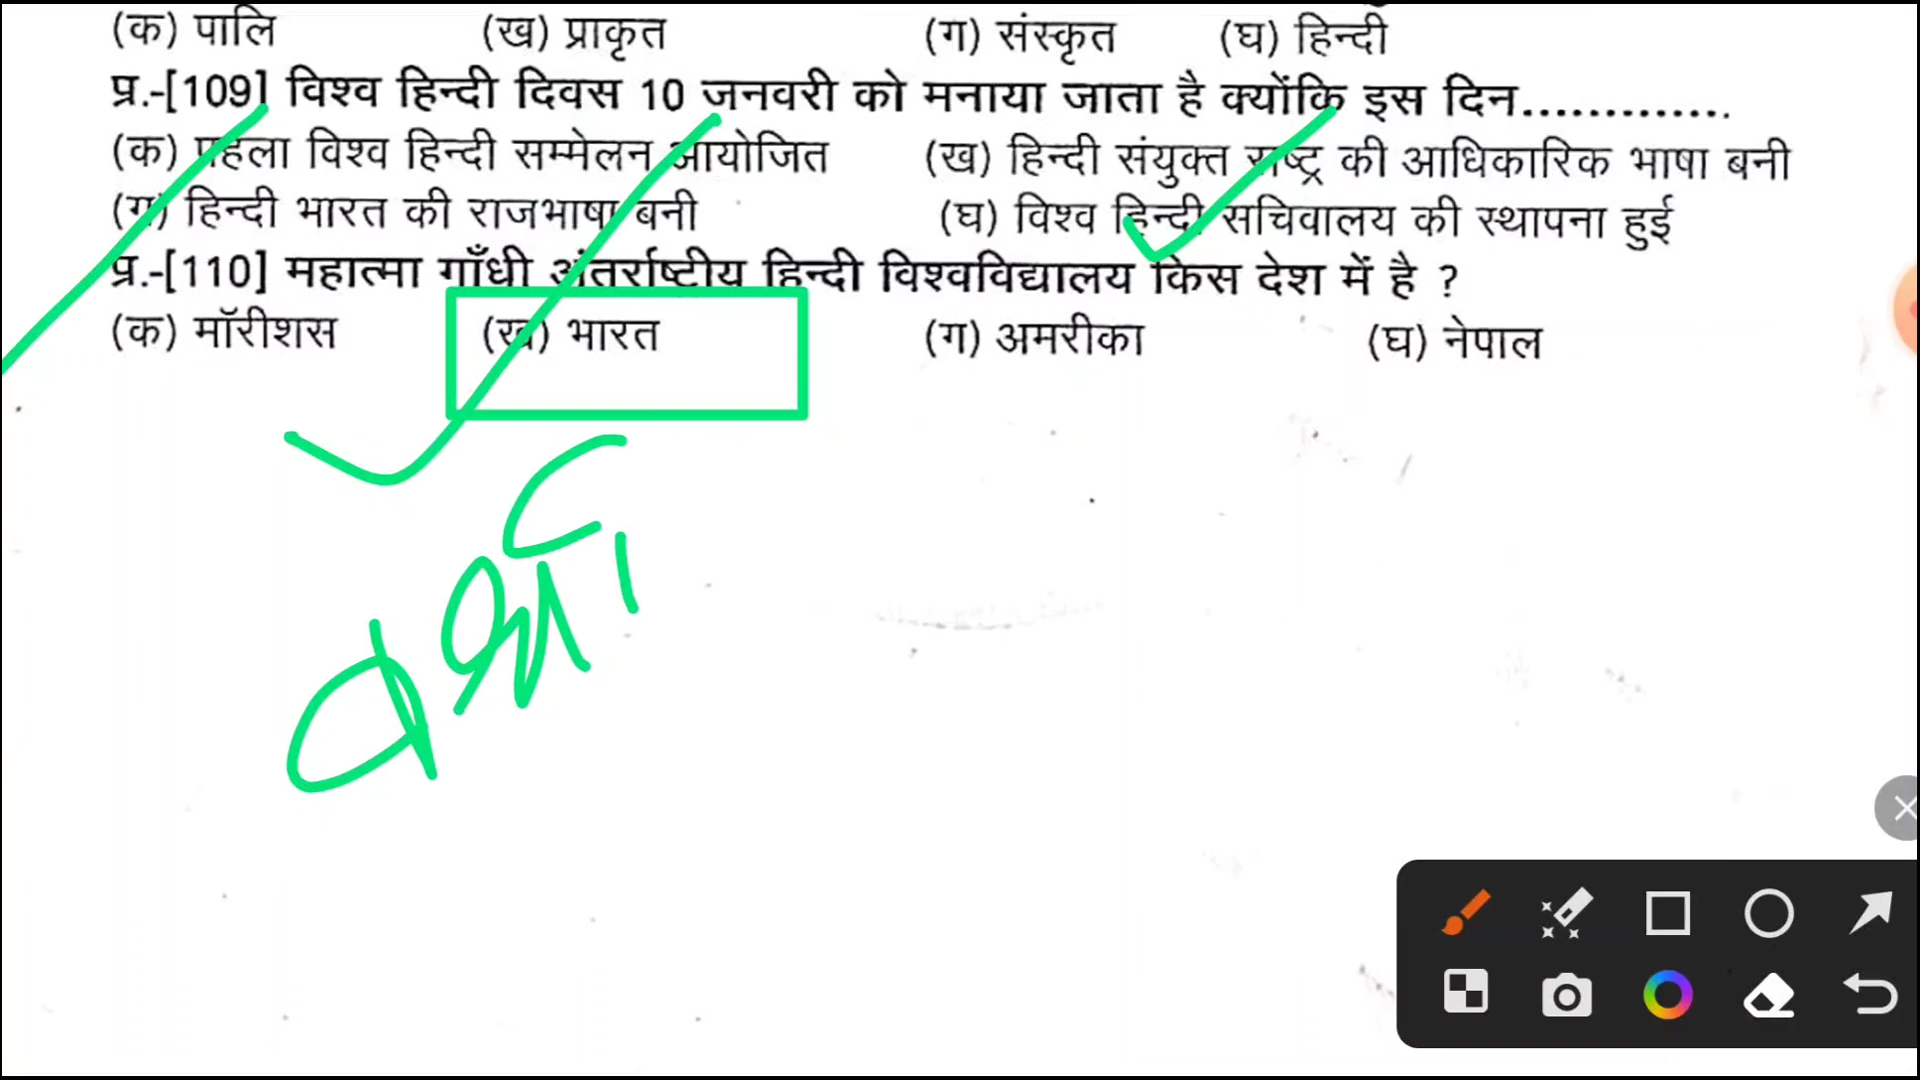 (क) पालि (ख) प्राकृत (ग) संस्कृत (घ) हिन्दी
प्र.-[109] विश्व हिन्दी दिवस 10 जनवरी को मनाया जाता है क्योंकि इस दिन.............
(क) पहला विश्व हिन्दी सम्मेलन आयोजित (ख) हिन्दी संयुक्त राष्ट्र की आधिकारिक भाषा बनी
(ग) हिन्दी भारत की राजभाषा बनी (घ) विश्व हिन्दी सचिवालय की स्थापना हुई
प्र.-[110] महात्मा गाँधी अंतर्राष्टीय हिन्दी विश्वविद्यालय किस देश में है ?
(क) मॉरीशस (ख) भारत (ग) अमरीका (घ) नेपाल